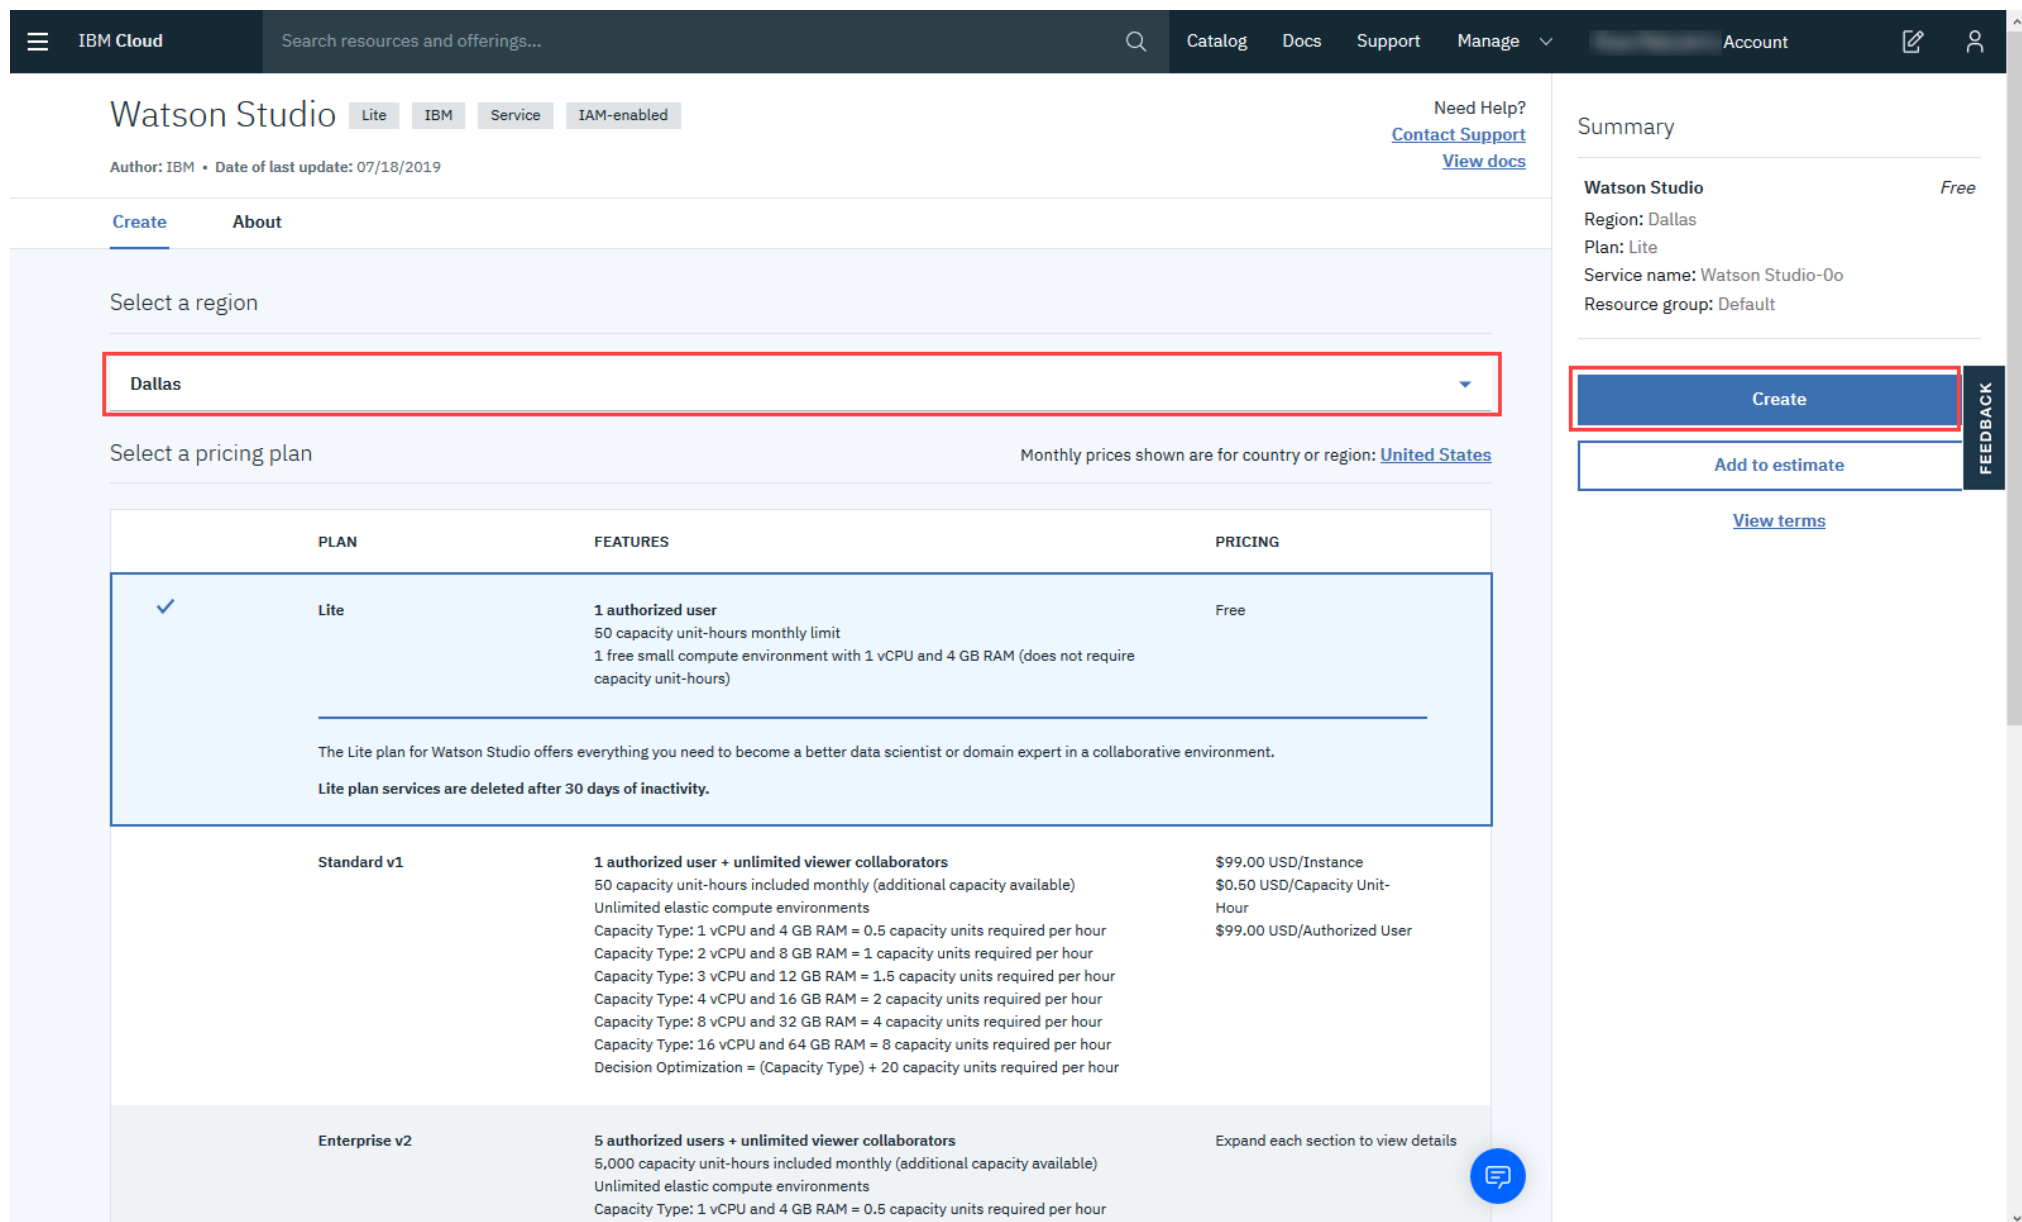 IBM Cloud
Search resources and offerings...
Catalog Docs Support Manage Account
Watson Studio Lite IBM Service IAM-enabled
Author: IBM • Date of last update: 07/18/2019
Need Help?
Contact Support
View docs
Create About
Select a region
Dallas
Select a pricing plan
Monthly prices shown are for country or region: United States
PLAN FEATURES PRICING
Lite
1 authorized user
50 capacity unit-hours monthly limit
1 free small compute environment with 1 vCPU and 4 GB RAM (does not require
capacity unit-hours)
Free
The Lite plan for Watson Studio offers everything you need to become a better data scientist or domain expert in a collaborative environment.
Lite plan services are deleted after 30 days of inactivity.
Standard v1
1 authorized user + unlimited viewer collaborators
50 capacity unit-hours included monthly (additional capacity available)
Unlimited elastic compute environments
Capacity Type: 1 vCPU and 4 GB RAM = 0.5 capacity units required per hour
Capacity Type: 2 vCPU and 8 GB RAM = 1 capacity units required per hour
Capacity Type: 3 vCPU and 12 GB RAM = 1.5 capacity units required per hour
Capacity Type: 4 vCPU and 16 GB RAM = 2 capacity units required per hour
Capacity Type: 8 vCPU and 32 GB RAM = 4 capacity units required per hour
Capacity Type: 16 vCPU and 64 GB RAM = 8 capacity units required per hour
Decision Optimization = (Capacity Type) + 20 capacity units required per hour
$99.00 USD/Instance
$0.50 USD/Capacity Unit-
Hour
$99.00 USD/Authorized User
Enterprise v2
5 authorized users + unlimited viewer collaborators
5,000 capacity unit-hours included monthly (additional capacity available)
Unlimited elastic compute environments
Capacity Type: 1 vCPU and 4 GB RAM = 0.5 capacity units required per hour
Expand each section to view details
Summary
Watson Studio Free
Region: Dallas
Plan: Lite
Service name: Watson Studio-0o
Resource group: Default
Create
Add to estimate
View terms
FEEDBACK